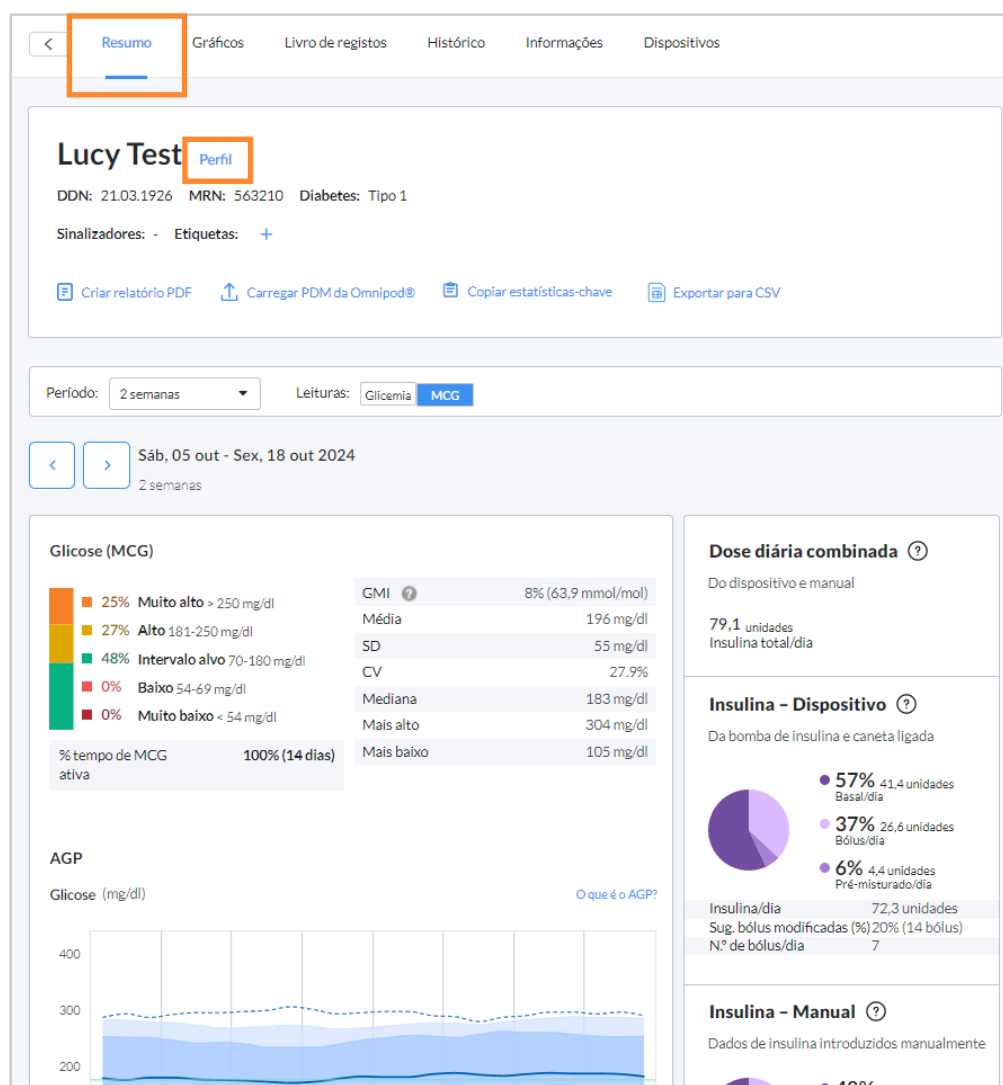 Resumo Gráficos Livro de registos Histórico Informações Dispositivos
Lucy Test Perfil
DDN: 21.03.1926 MRN: 563210 Diabetes: Tipo 1
Sinalizadores: - Etiquetas: +
Criar relatório PDF Carregar PDM da Omnipod® Copiar estatísticas-chave Exportar para CSV
Período: 2 semanas Leituras: Glicemia MCG
Sáb, 05 out - Sex, 18 out 2024
2 semanas
Glicose (MCG)
25% Muito alto > 250 mg/dl
27% Alto 181-250 mg/dl
48% Intervalo alvo 70-180 mg/dl
0% Baixo 54-69 mg/dl
0% Muito baixo < 54 mg/dl
% tempo de MCG 100% (14 dias)
ativa
GMI ? 8% (63,9 mmol/mol)
Média 196 mg/dl
SD 55 mg/dl
CV 27.9%
Mediana 183 mg/dl
Mais alto 304 mg/dl
Mais baixo 105 mg/dl
AGP
Glicose (mg/dl) O que é o AGP?
400
300
200
Dose diária combinada ?
Do dispositivo e manual
79,1 unidades
Insulina total/dia
Insulina – Dispositivo ?
Da bomba de insulina e caneta ligada
57% 41,4 unidades
Basal/dia
37% 26,6 unidades
Bólus/dia
6% 4,4 unidades
Pré-misturado/dia
Insulina/dia 72,3 unidades
Sug. bólus modificadas (%) 20% (14 bólus)
N.º de bólus/dia 7
Insulina – Manual ?
Dados de insulina introduzidos manualmente